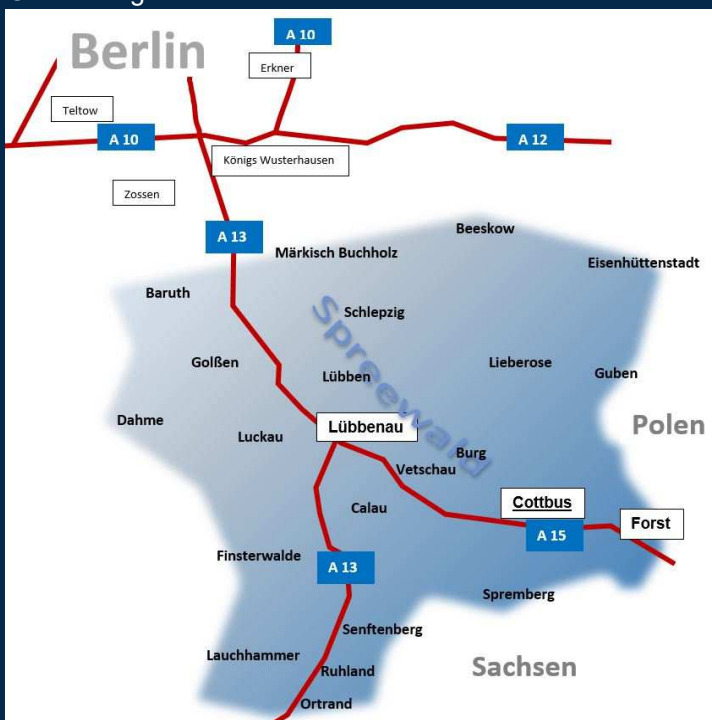 A 10
Berlin
Erkner
Teltow
A 10
A 12
Königs Wusterhausen
Zossen
A 13
Beeskow
Märkisch Buchholz
Eisenhüttenstadt
Baruth
Schlepzig
Spreewald
Golßen
Lieberose
Lübben
Guben
Dahme
Lübbenau
Polen
Luckau
Burg
Vetschau
Cottbus
Calau
Forst
A 15
Finsterwalde
A 13
Spremberg
Senftenberg
Lauchhammer
Sachsen
Ruhland
Ortrand